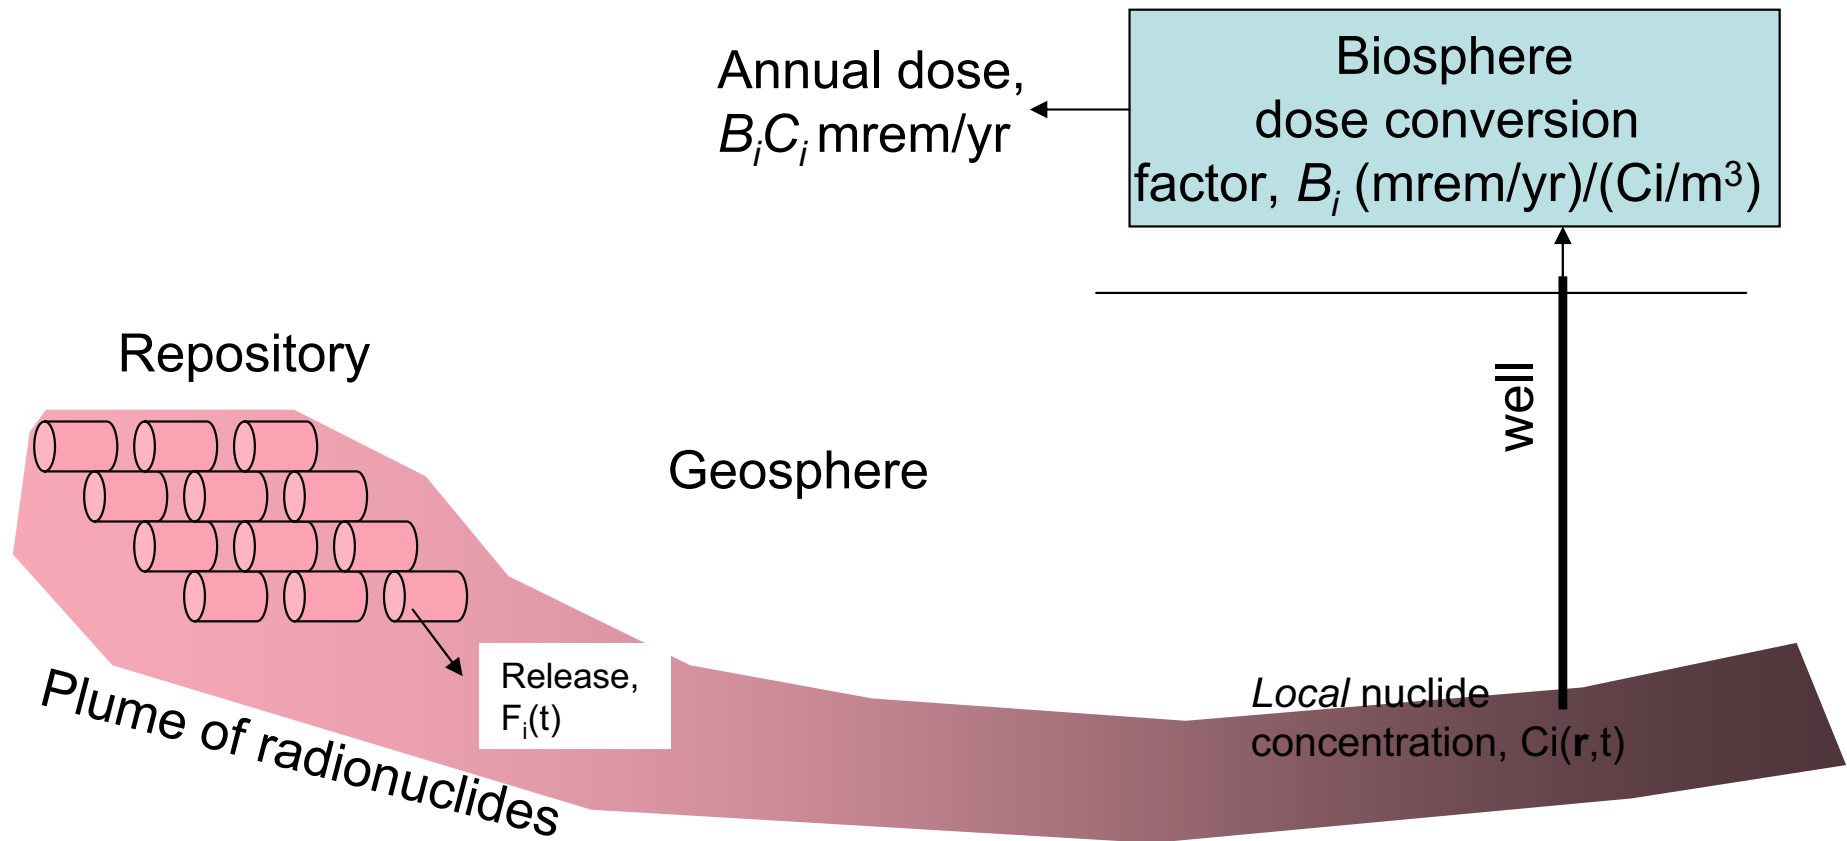 Annual dose,
BᵢCᵢ mrem/yr
Biosphere
dose conversion
factor, Bᵢ (mrem/yr)/(Ci/m³)
Repository
Geosphere
well
Release,
Fᵢ(t)
Plume of radionuclides
Local nuclide
concentration, Ci(r,t)